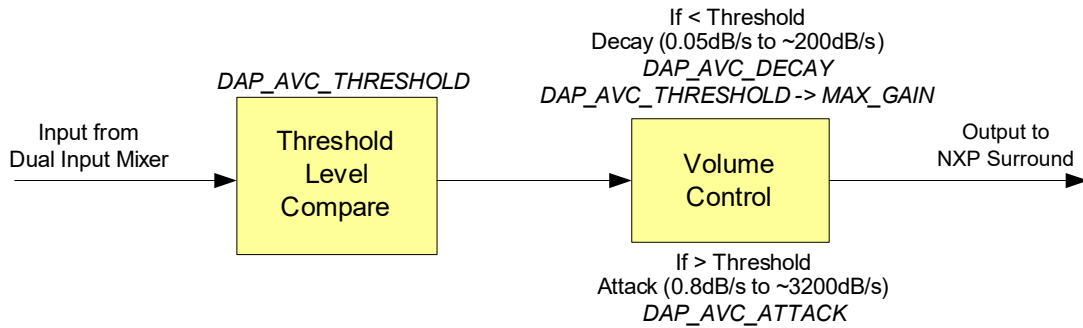 If < Threshold
Decay (0.05dB/s to ~200dB/s)
DAP_AVC_DECAY
DAP_AVC_THRESHOLD -> MAX_GAIN
DAP_AVC_THRESHOLD
Input from
Dual Input Mixer
Threshold
Level
Compare
Volume
Control
Output to
NXP Surround
If > Threshold
Attack (0.8dB/s to ~3200dB/s)
DAP_AVC_ATTACK